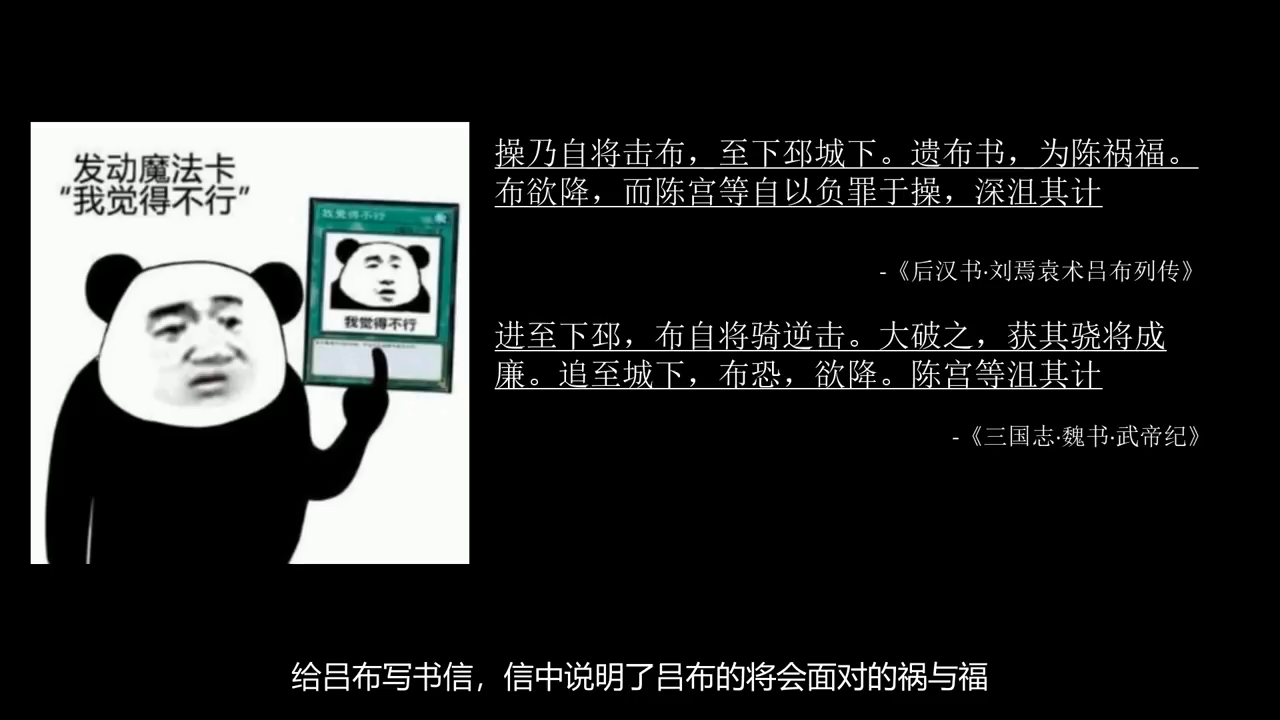 发动魔法卡
“我觉得不行”
我觉得不行
我觉得不行
操乃自将击布，至下邳城下。遗布书，为陈祸福。
布欲降，而陈宫等自以负罪于操，深沮其计
-《后汉书·刘焉袁术吕布列传》
进至下邳，布自将骑逆击。大破之，获其骁将成
廉。追至城下，布恐，欲降。陈宫等沮其计
-《三国志·魏书·武帝纪》
给吕布写书信，信中说明了吕布的将会面对的祸与福